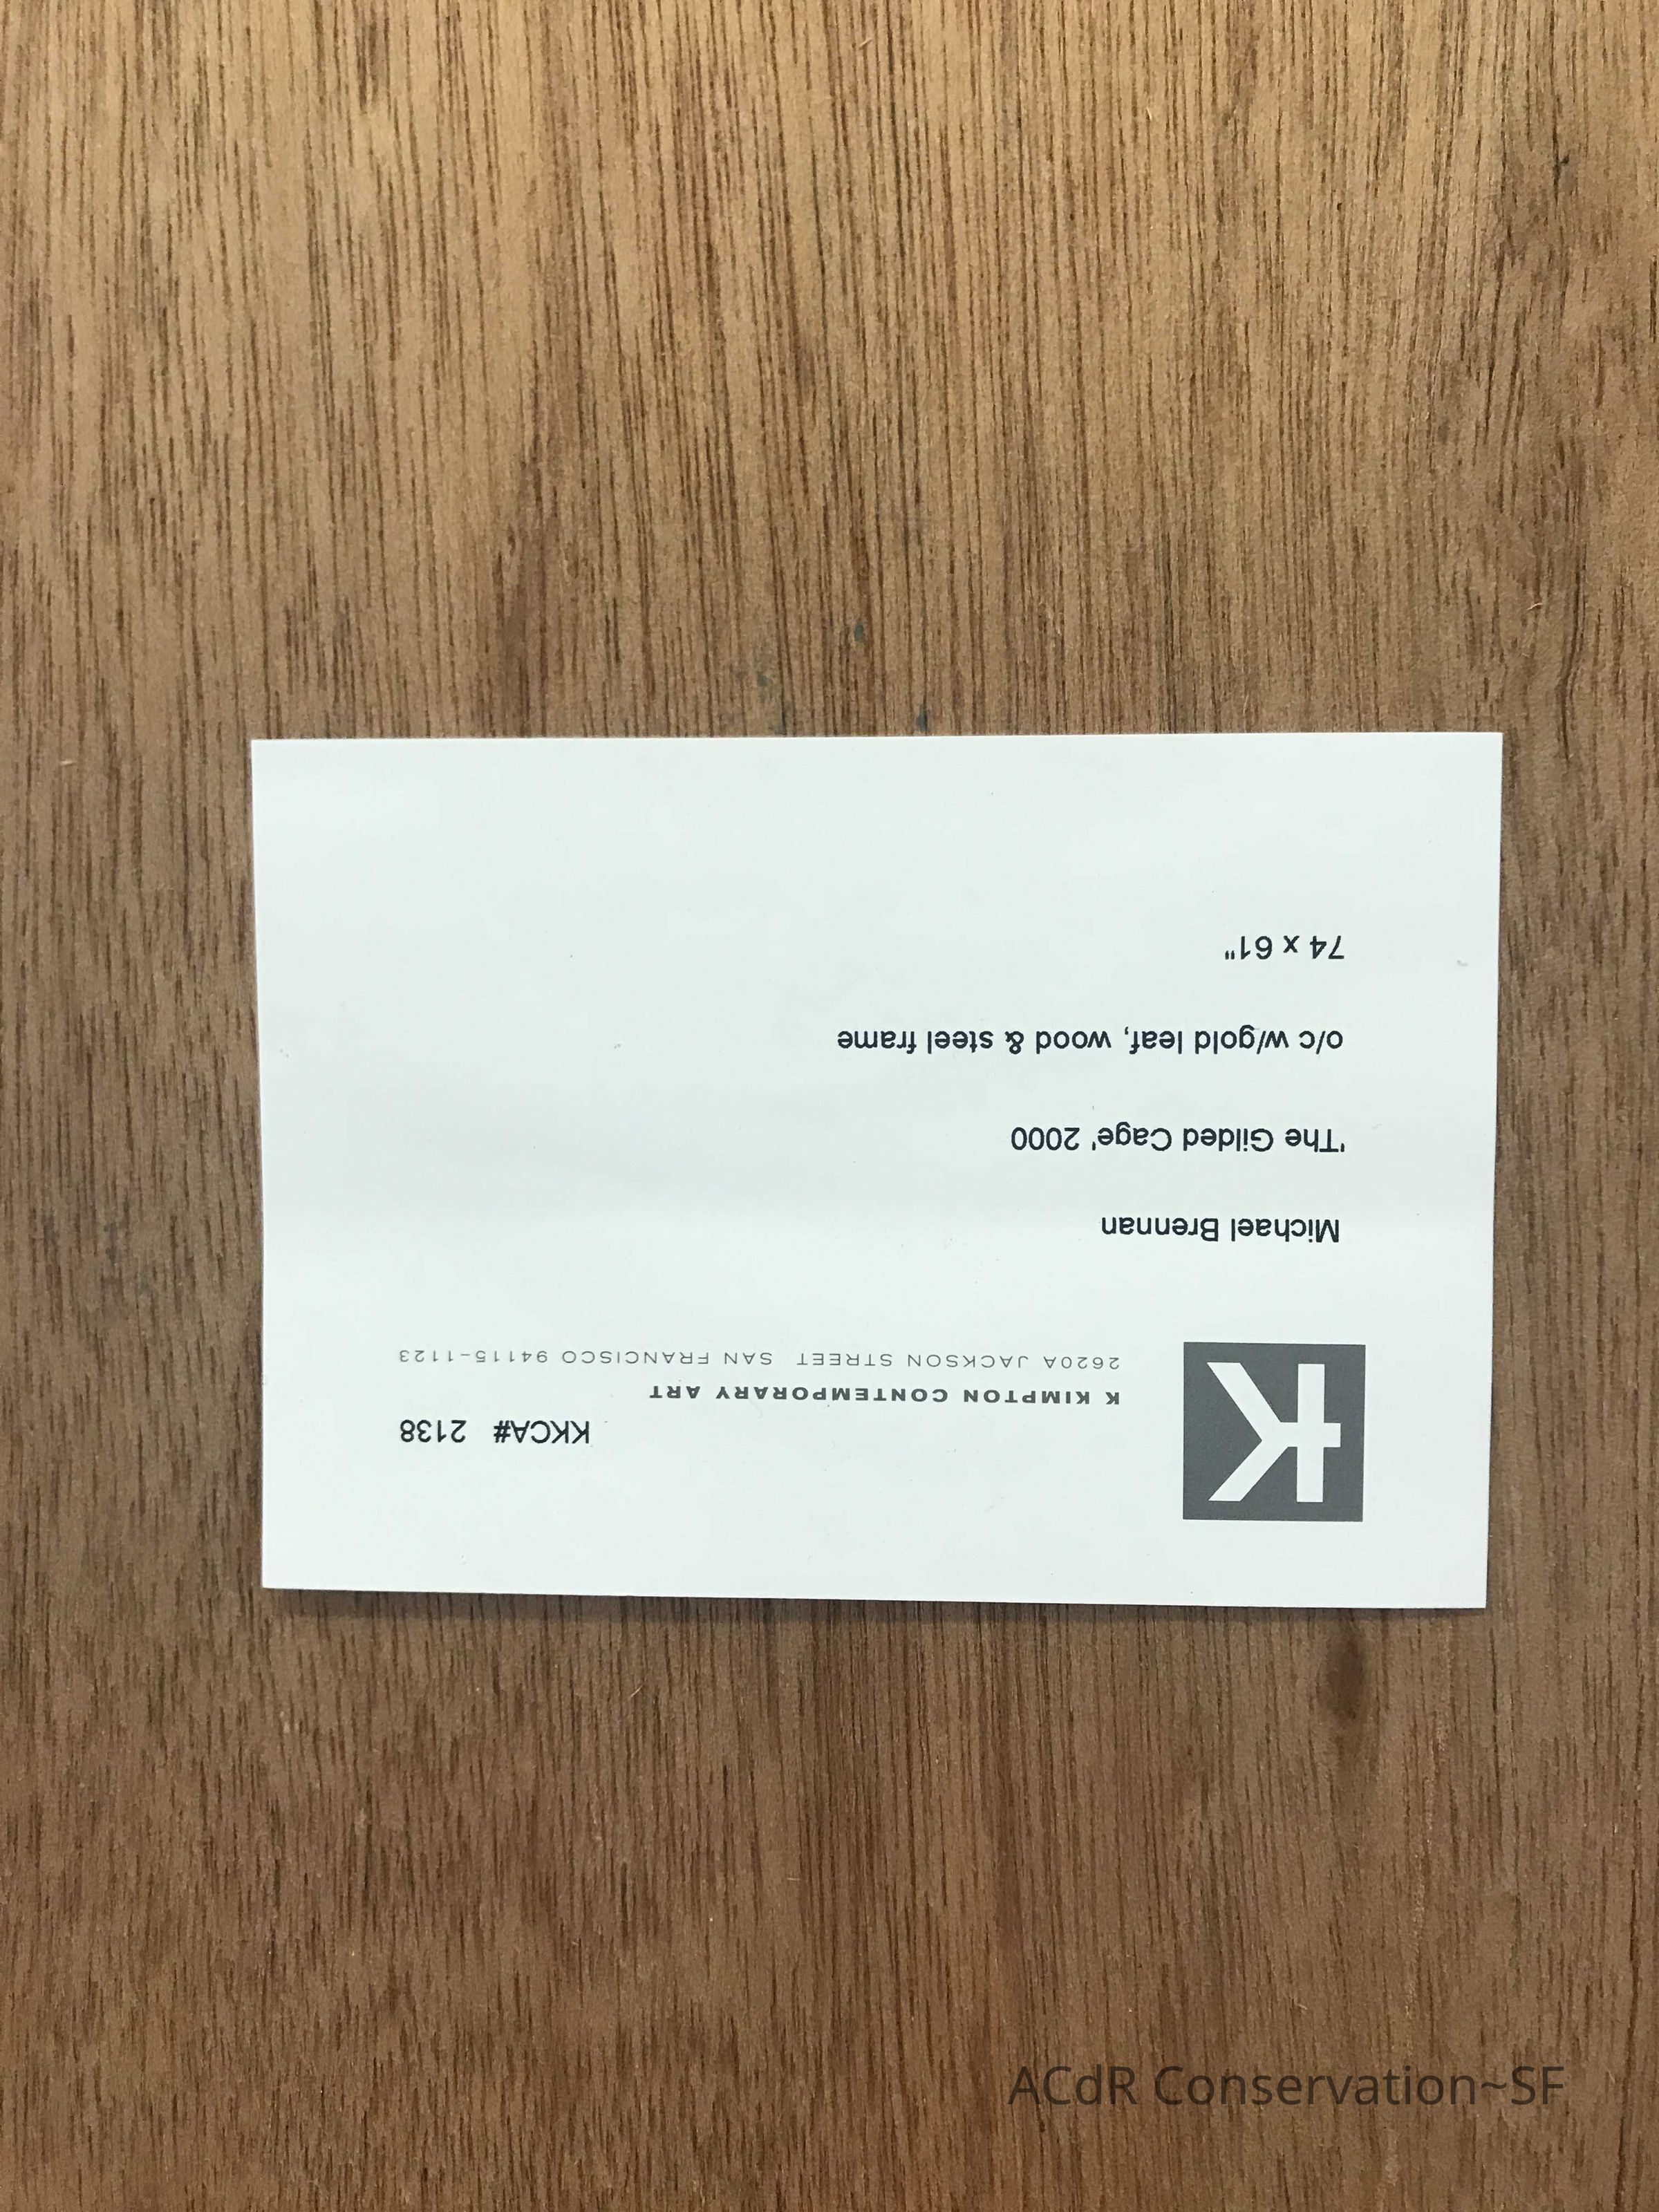 K
KKCA# 2138
K KIMPTON CONTEMPORARY ART
2620A JACKSON STREET SAN FRANCISCO 94115-1123
Michael Brennan
'The Gilded Cage' 2000
o/c w/gold leaf, wood & steel frame
74 x 61"
ACdR Conservation~SF